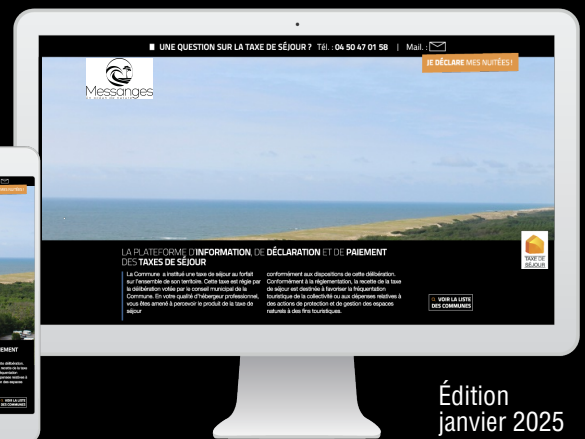 UNE QUESTION SUR LA TAXE DE SÉJOUR ? Tél. : 04 50 47 01 58 | Mail. :
JE DÉCLARE MES NUITÉES !
Messanges
LA PLATEFORME D'INFORMATION, DE DÉCLARATION ET DE PAIEMENT
DES TAXES DE SÉJOUR
La Commune a institué une taxe de séjour au forfait
sur l'ensemble de son territoire. Cette taxe est régie par
la délibération votée par le conseil municipal de la
Commune. En votre qualité d'hébergeur professionnel,
vous êtes amené à percevoir le produit de la taxe de
séjour
conformément aux dispositions de cette délibération.
Conformément à la réglementation, la recette de la taxe
de séjour est destinée à favoriser la fréquentation
touristique de la collectivité ou aux dépenses relatives à
des actions de protection et de gestion des espaces
naturels à des fins touristiques.
TAXE DE
SÉJOUR
VOIR LA LISTE
DES COMMUNES
EMENT
VOIR LA LISTE
DES COMMUNES
Édition
janvier 2025